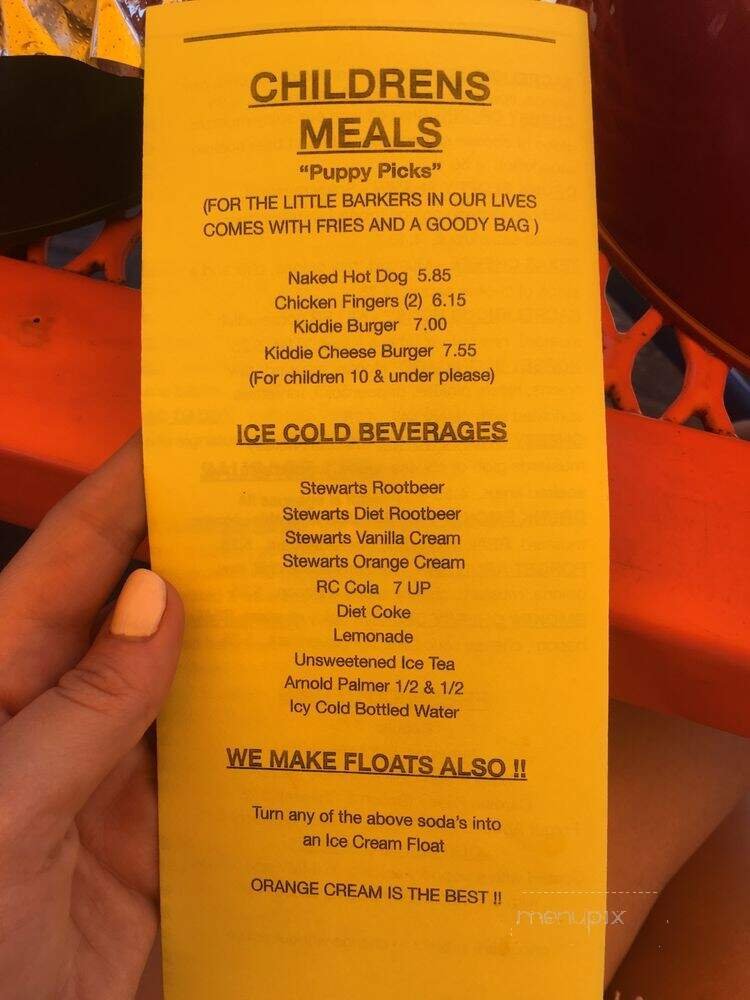 CHILDRENS
MEALS
“Puppy Picks”
(FOR THE LITTLE BARKERS IN OUR LIVES
COMES WITH FRIES AND A GOODY BAG )
Naked Hot Dog 5.85
Chicken Fingers (2) 6.15
Kiddie Burger 7.00
Kiddie Cheese Burger 7.55
(For children 10 & under please)
ICE COLD BEVERAGES
Stewarts Rootbeer
Stewarts Diet Rootbeer
Stewarts Vanilla Cream
Stewarts Orange Cream
RC Cola 7 UP
Diet Coke
Lemonade
Unsweetened Ice Tea
Arnold Palmer 1/2 & 1/2
Icy Cold Bottled Water
WE MAKE FLOATS ALSO !!
Turn any of the above soda's into
an Ice Cream Float
ORANGE CREAM IS THE BEST !!
menupix